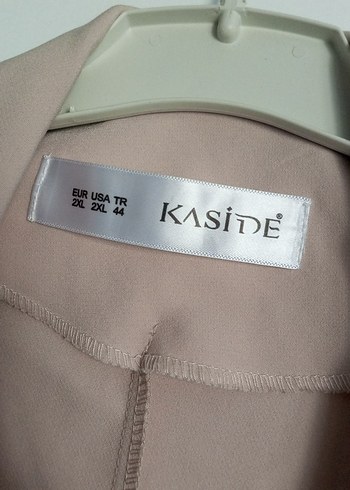 EUR USA TR
2XL 2XL 44
KASİDE®